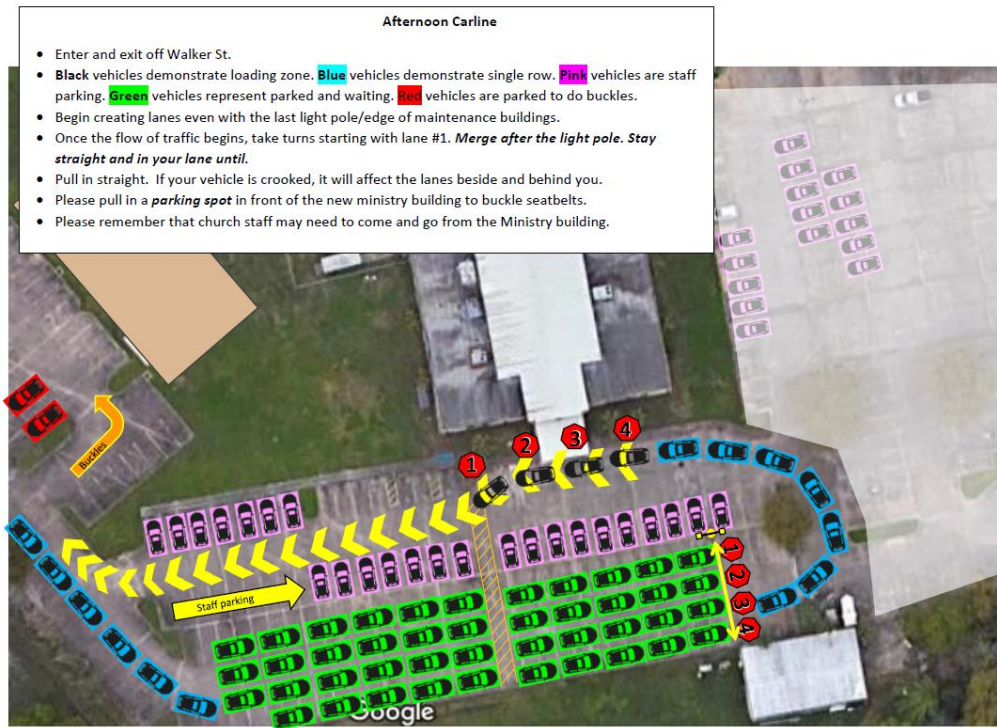 Afternoon Carline
• Enter and exit off Walker St.
• Black vehicles demonstrate loading zone. Blue vehicles demonstrate single row. Pink vehicles are staff
parking. Green vehicles represent parked and waiting. Red vehicles are parked to do buckles.
• Begin creating lanes even with the last light pole/edge of maintenance buildings.
• Once the flow of traffic begins, take turns starting with lane #1. Merge after the light pole. Stay
straight and in your lane until.
• Pull in straight. If your vehicle is crooked, it will affect the lanes beside and behind you.
• Please pull in a parking spot in front of the new ministry building to buckle seatbelts.
• Please remember that church staff may need to come and go from the Ministry building.
1
2
3
4
Buckles
Staff parking
1
2
3
4
Google